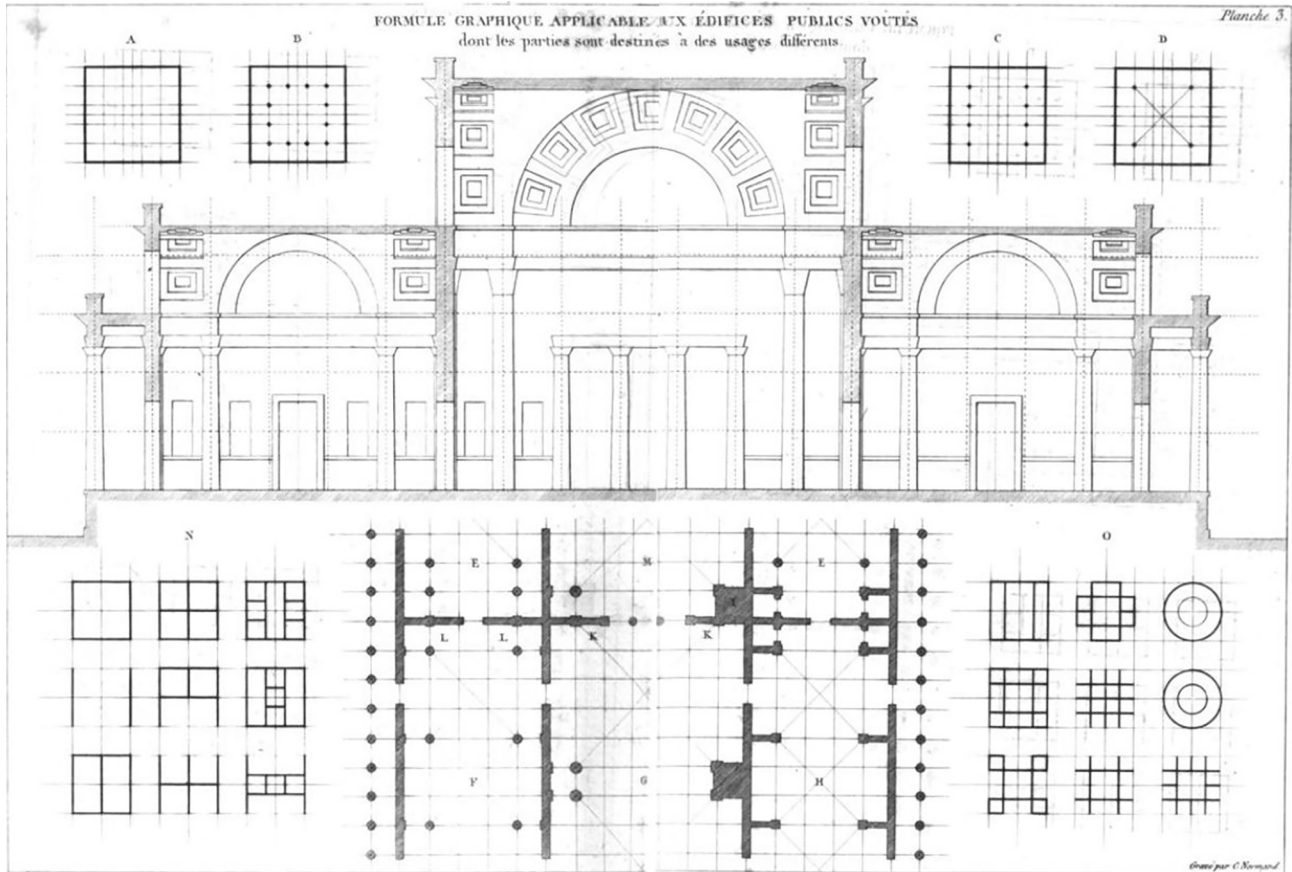 Planche 3.
FORMULE GRAPHIQUE APPLICABLE AUX ÉDIFICES PUBLICS VOUTÉS
dont les parties sont destinés à des usages différents
A
B
C
D
N
E
M
E
O
I
L
L
K
K
F
G
H
Gravé par C. Normand.